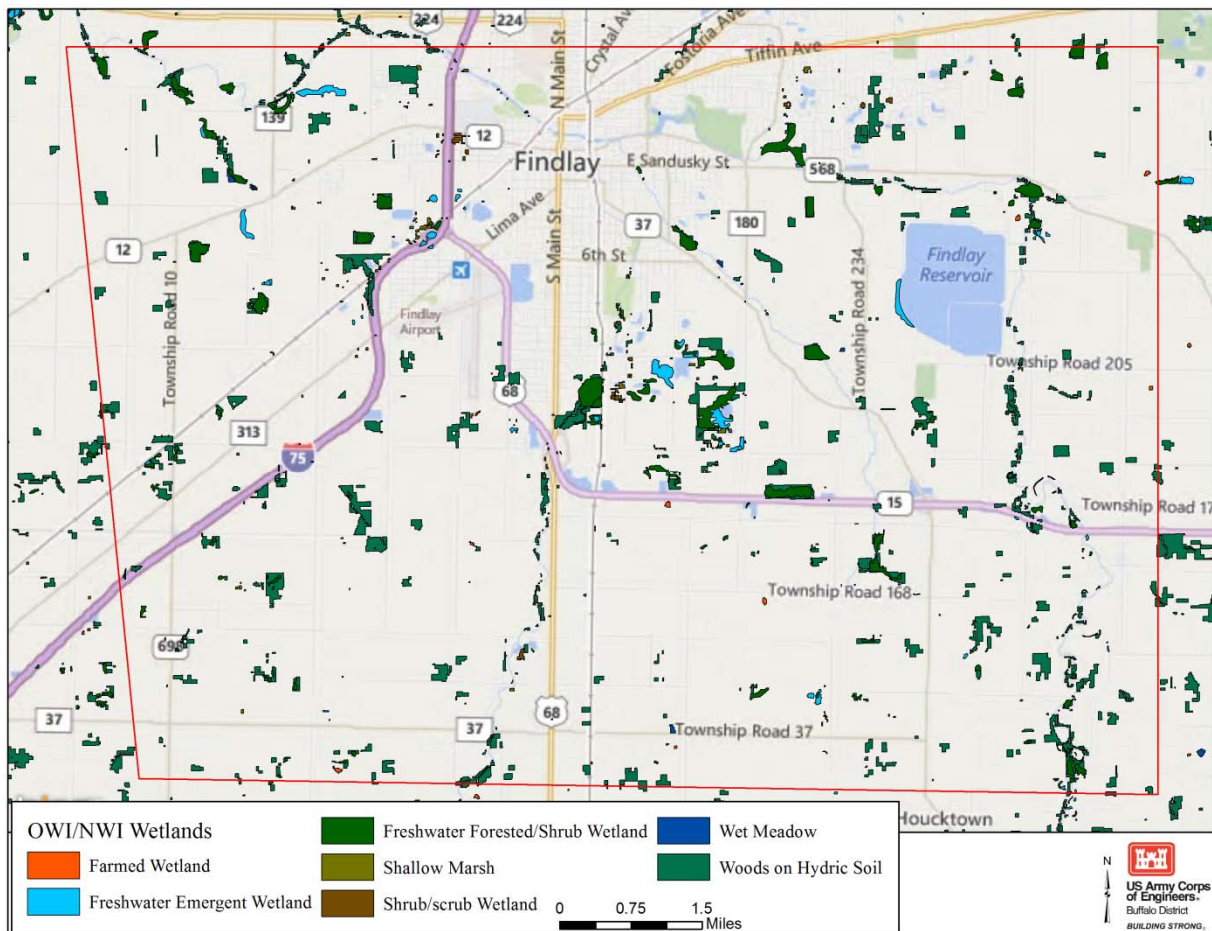 224
224
N Main St
Crystal Ave
Fostoria Ave
Tiffin Ave
139
12
Findlay
E Sandusky St
568
Lima Ave
37
180
12
S Main St
6th St
Township Road 234
Findlay
Reservoir
Township Road 10
Findlay
Airport
68
Township Road 205
313
75
15
Township Road 17
Township Road 168
698
37
37
68
Township Road 37
Houcktown
OWI/NWI Wetlands
Farmed Wetland
Freshwater Emergent Wetland
Freshwater Forested/Shrub Wetland
Shallow Marsh
Shrub/scrub Wetland
Wet Meadow
Woods on Hydric Soil
0 0.75 1.5
Miles
N
US Army Corps
of Engineers®
Buffalo District
BUILDING STRONG®